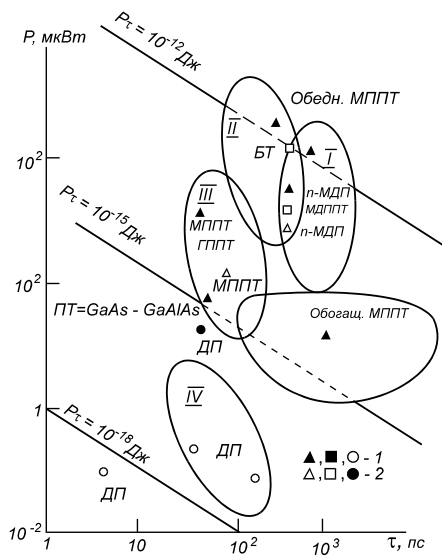 P, мкВт
Pτ = 10⁻¹² Дж
Обедн. МППТ
II
I
БТ
10²
Pτ = 10⁻¹⁵ Дж
III
n-МДП
МДППТ
n-МДП
МППТ
ГППТ
10²
МППТ
ПТ=GaAs - GaAlAs
Обогащ. МППТ
ДП
1
IV
Pτ = 10⁻¹⁸ Дж
ДП
, , - 1
, , - 2
ДП
10⁻²
1
10
10²
10³
τ, пс